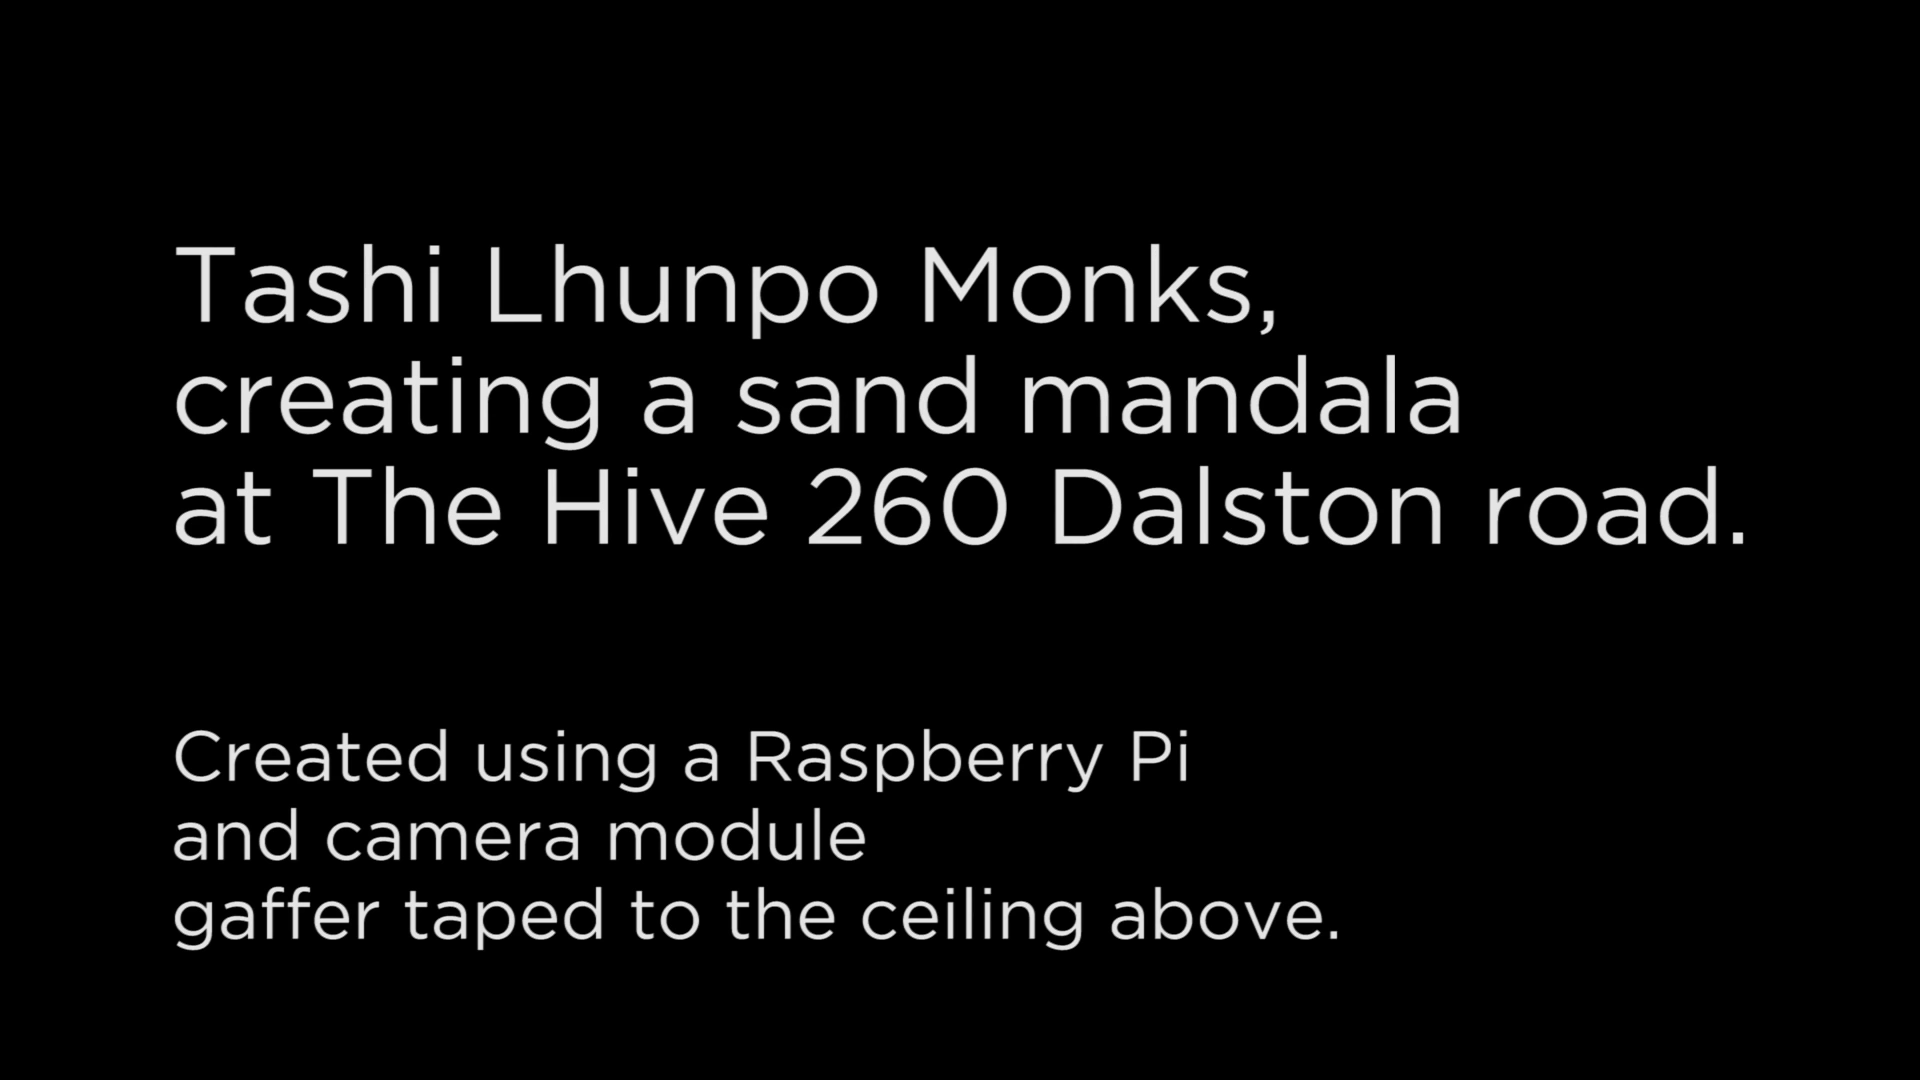 Tashi Lhunpo Monks,
creating a sand mandala
at The Hive 260 Dalston road.
Created using a Raspberry Pi
and camera module
gaffer taped to the ceiling above.